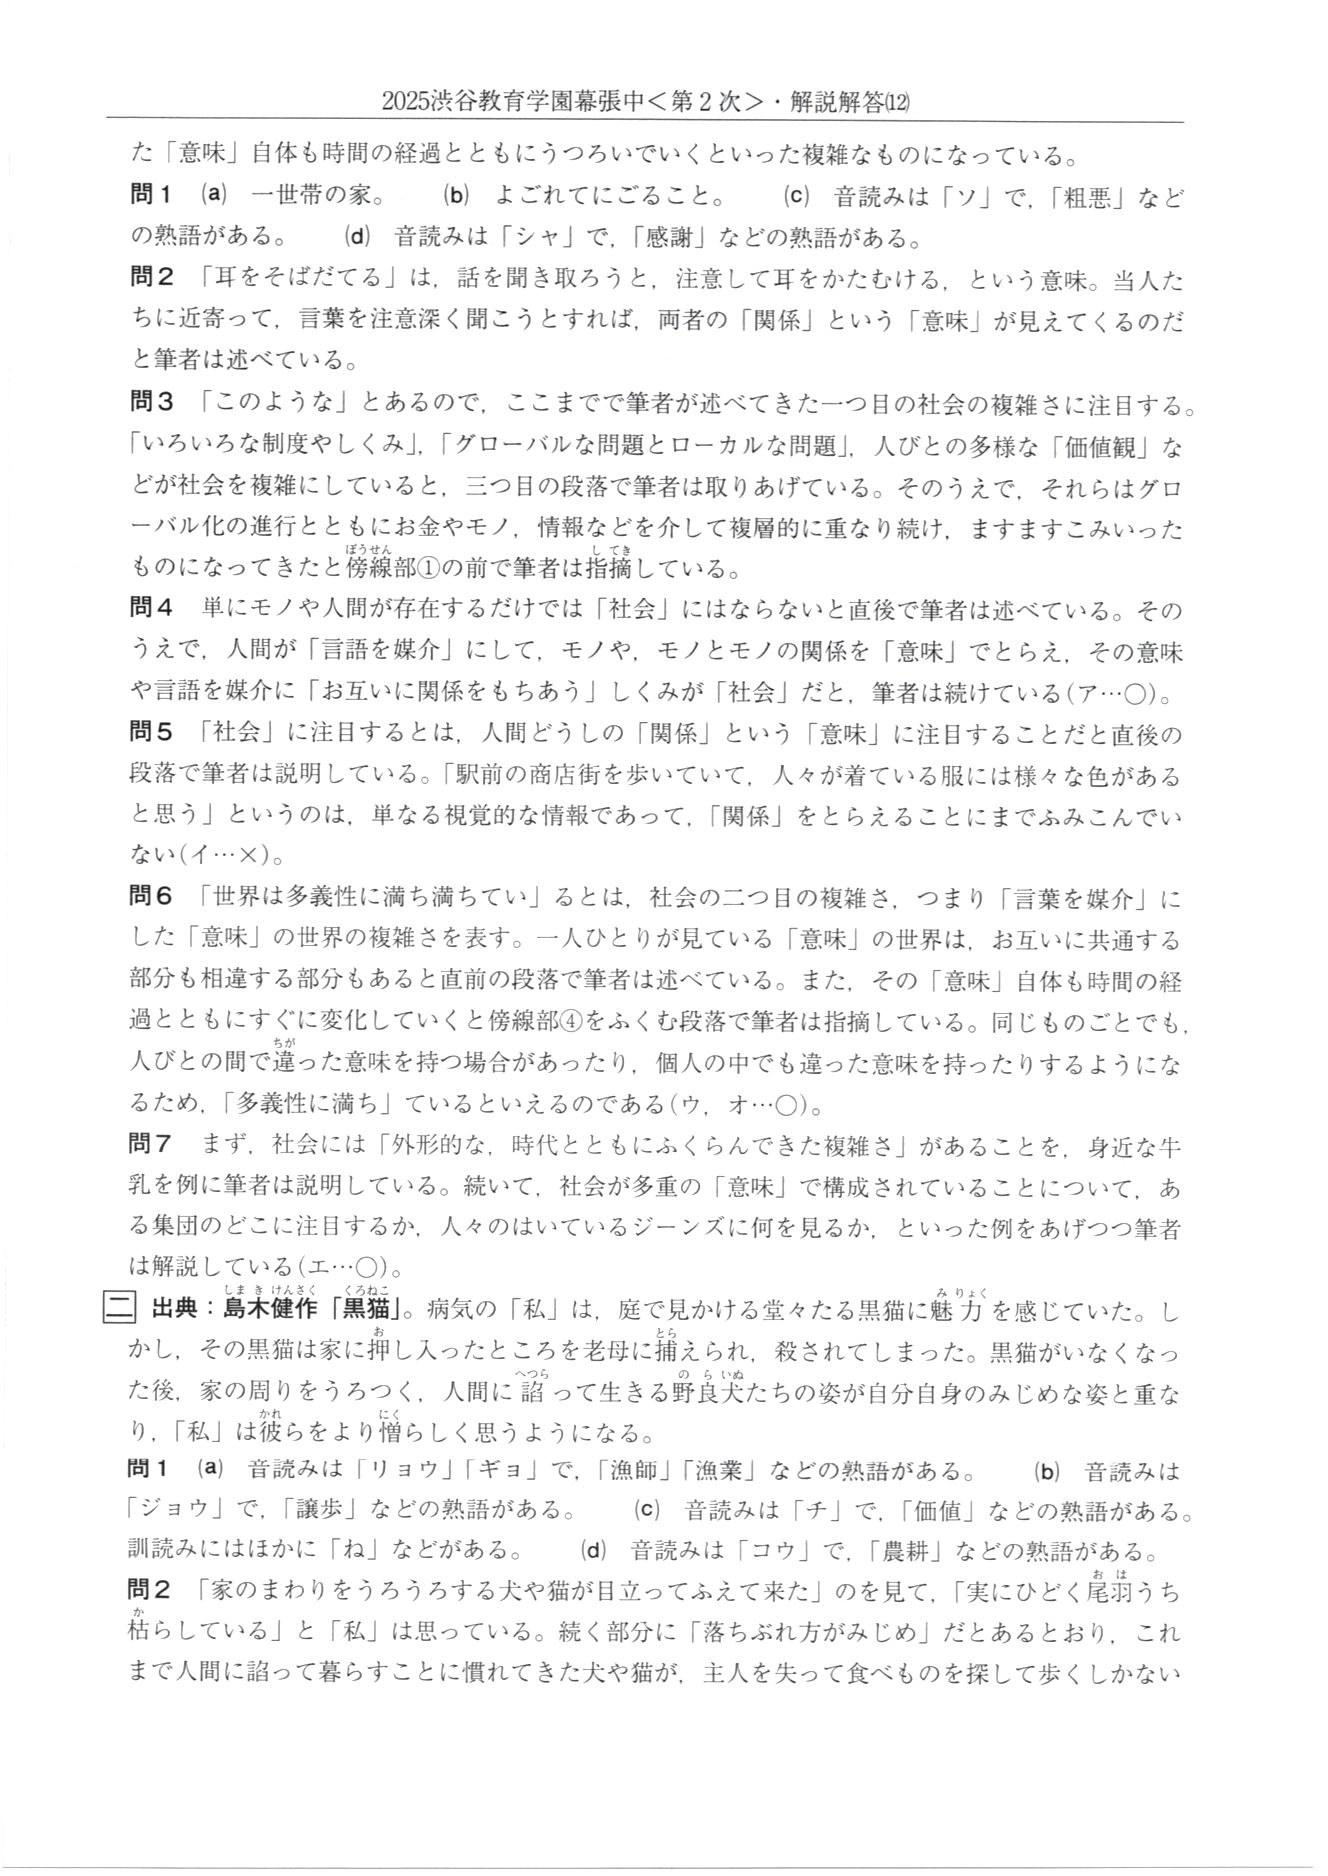 2025渋谷教育学園幕張中＜第2次＞・解説解答⑿
た「意味」自体も時間の経過とともにうつろいでいくといった複雑なものになっている。
問1 (a) 一世帯の家。 (b) よごれてにごること。 (c) 音読みは「ソ」で，「粗悪」など
の熟語がある。 (d) 音読みは「シャ」で，「感謝」などの熟語がある。
問2 「耳をそばだてる」は，話を聞き取ろうと，注意して耳をかたむける，という意味。当人た
ちに近寄って，言葉を注意深く聞こうとすれば，両者の「関係」という「意味」が見えてくるのだ
と筆者は述べている。
問3 「このような」とあるので，ここまでで筆者が述べてきた一つ目の社会の複雑さに注目する。
「いろいろな制度やしくみ」，「グローバルな問題とローカルな問題」，人びとの多様な「価値観」な
どが社会を複雑にしていると，三つ目の段落で筆者は取りあげている。そのうえで，それらはグロ
ーバル化の進行とともにお金やモノ，情報などを介して複層的に重なり続け，ますますこみいった
ものになってきたと傍線部①の前で筆者は指摘している。
問4 単にモノや人間が存在するだけでは「社会」にはならないと直後で筆者は述べている。その
うえで，人間が「言語を媒介」にして，モノや，モノとモノの関係を「意味」でとらえ，その意味
や言語を媒介に「お互いに関係をもちあう」しくみが「社会」だと，筆者は続けている(ア…〇)。
問5 「社会」に注目するとは，人間どうしの「関係」という「意味」に注目することだと直後の
段落で筆者は説明している。「駅前の商店街を歩いていて，人々が着ている服には様々な色がある
と思う」というのは，単なる視覚的な情報であって，「関係」をとらえることにまでふみこんでい
ない(イ…×)。
問6 「世界は多義性に満ち満ちてい」るとは，社会の二つ目の複雑さ，つまり「言葉を媒介」に
した「意味」の世界の複雑さを表す。一人ひとりが見ている「意味」の世界は，お互いに共通する
部分も相違する部分もあると直前の段落で筆者は述べている。また，その「意味」自体も時間の経
過とともにすぐに変化していくと傍線部④をふくむ段落で筆者は指摘している。同じものごとでも，
人びとの間で違った意味を持つ場合があったり，個人の中でも違った意味を持ったりするようにな
るため，「多義性に満ち」ているといえるのである(ウ，オ…〇)。
問7 まず，社会には「外形的な，時代とともにふくらんできた複雑さ」があることを，身近な牛
乳を例に筆者は説明している。続いて，社会が多重の「意味」で構成されていることについて，あ
る集団のどこに注目するか，人々のはいているジーンズに何を見るか，といった例をあげつつ筆者
は解説している(エ…〇)。
二 出典：島木健作「黒猫」。病気の「私」は，庭で見かける堂々たる黒猫に魅力を感じていた。し
かし，その黒猫は家に押し入ったところを老母に捕えられ，殺されてしまった。黒猫がいなくなっ
た後，家の周りをうろつく，人間に諂って生きる野良犬たちの姿が自分自身のみじめな姿と重な
り，「私」は彼らをより憎らしく思うようになる。
問1 (a) 音読みは「リョウ」「ギョ」で，「漁師」「漁業」などの熟語がある。 (b) 音読みは
「ジョウ」で，「譲歩」などの熟語がある。 (c) 音読みは「チ」で，「価値」などの熟語がある。
訓読みにはほかに「ね」などがある。 (d) 音読みは「コウ」で，「農耕」などの熟語がある。
問2 「家のまわりをうろうろする犬や猫が目立ってふえて来た」のを見て，「実にひどく尾羽うち
枯らしている」と「私」は思っている。続く部分に「落ちぶれ方がみじめ」だとあるとおり，これ
まで人間に諂って暮らすことに慣れてきた犬や猫が，主人を失って食べものを探して歩くしかない